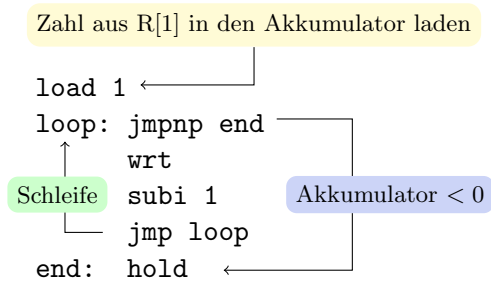 Zahl aus R[1] in den Akkumulator laden
load 1
loop: jmpnp end
wrt
Schleife subi 1 Akkumulator < 0
jmp loop
end: hold